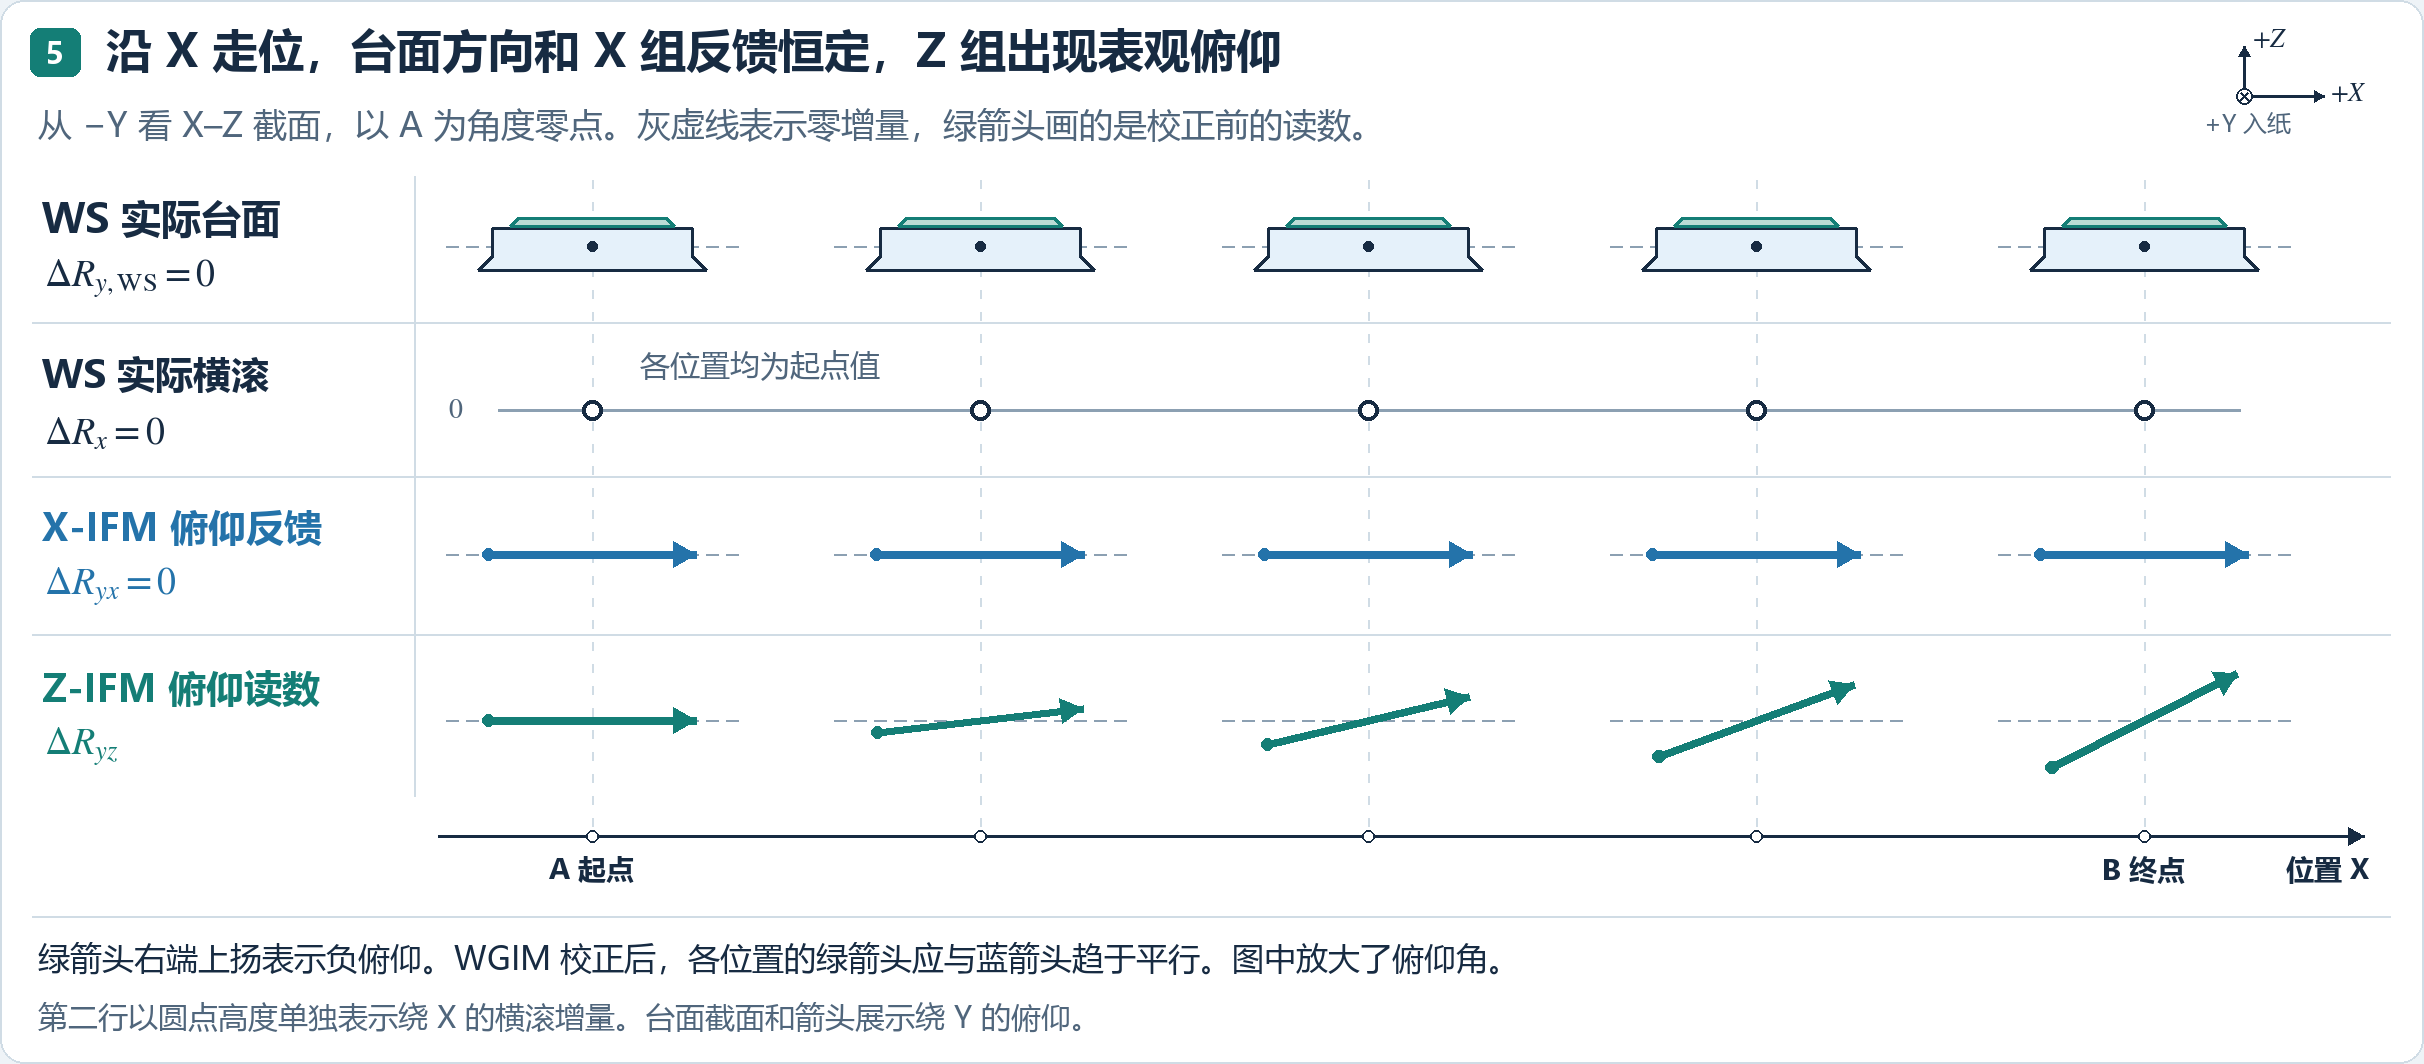 5 沿 X 走位，台面方向和 X 组反馈恒定，Z 组出现表观俯仰
从 −Y 看 X–Z 截面，以 A 为角度零点。灰虚线表示零增量，绿箭头画的是校正前的读数。
+Z
+X
+Y 入纸
WS 实际台面
ΔRy,WS = 0
WS 实际横滚
ΔRx = 0
各位置均为起点值
0
X-IFM 俯仰反馈
ΔRyx = 0
Z-IFM 俯仰读数
ΔRyz
A 起点
B 终点
位置 X
绿箭头右端上扬表示负俯仰。WGIM 校正后，各位置的绿箭头应与蓝箭头趋于平行。图中放大了俯仰角。
第二行以圆点高度单独表示绕 X 的横滚增量。台面截面和箭头展示绕 Y 的俯仰。